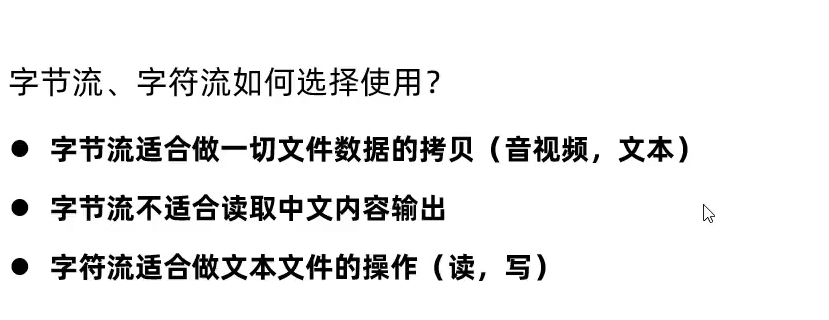 字节流、字符流如何选择使用？
● 字节流适合做一切文件数据的拷贝（音视频，文本）
● 字节流不适合读取中文内容输出
● 字符流适合做文本文件的操作（读，写）